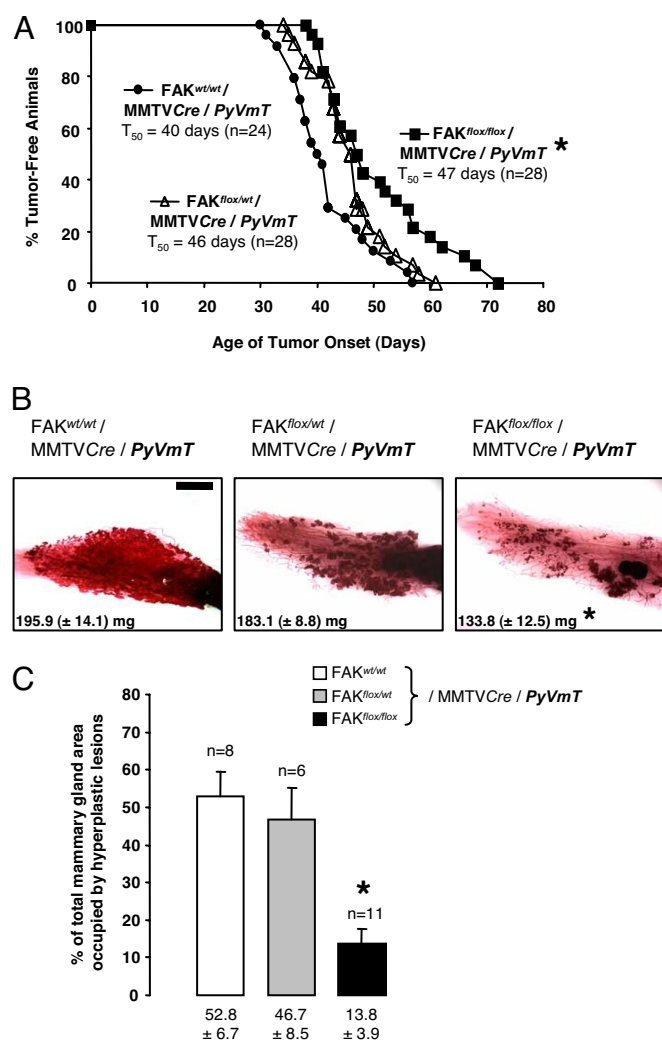 A
% Tumor-Free Animals
100
80
60
40
20
0
FAKwt/wt/
MMTVCre / PyVmT
T50 = 40 days (n=24)
FAKflox/flox/
MMTVCre / PyVmT
*
T50 = 47 days (n=28)
FAKflox/wt/
MMTVCre / PyVmT
T50 = 46 days (n=28)
0 10 20 30 40 50 60 70 80
Age of Tumor Onset (Days)
B
FAKwt/wt /
MMTVCre / PyVmT
FAKflox/wt /
MMTVCre / PyVmT
FAKflox/flox /
MMTVCre / PyVmT
195.9 (± 14.1) mg
183.1 (± 8.8) mg
133.8 (± 12.5) mg
*
C
FAKwt/wt
FAKflox/wt
FAKflox/flox
/ MMTVCre / PyVmT
% of total mammary gland area
occupied by hyperplastic lesions
80
70
60
50
40
30
20
10
0
n=8
n=6
*
n=11
52.8 46.7 13.8
± 6.7 ± 8.5 ± 3.9